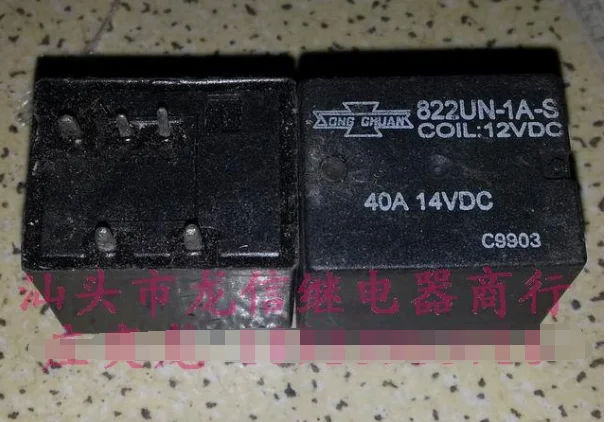 SONG CHUAN
822UN-1A-S
COIL:12VDC
40A 14VDC
C9903
汕头市龙信继电器商行